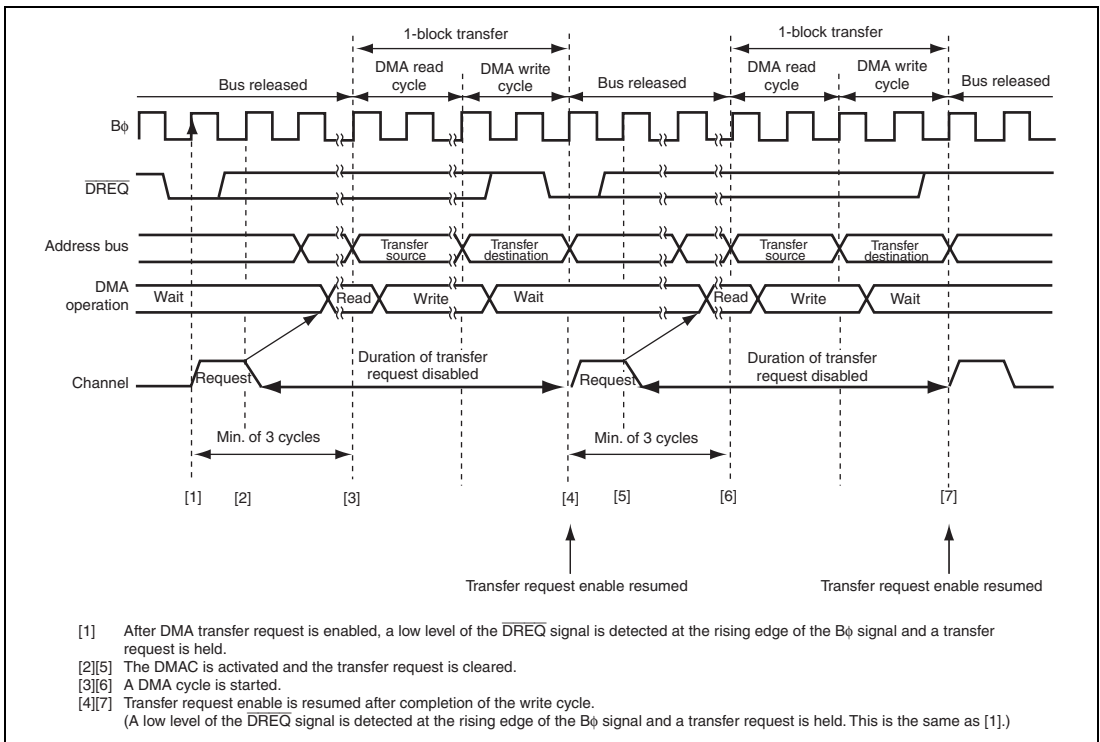 1-block transfer 1-block transfer
Bus released DMA read cycle DMA write cycle Bus released DMA read cycle DMA write cycle Bus released
Bϕ
DREQ
Address bus Transfer source Transfer destination Transfer source Transfer destination
DMA operation Wait Read Write Wait Read Write Wait
Channel Request Duration of transfer request disabled Request Duration of transfer request disabled
Min. of 3 cycles Min. of 3 cycles
[1] [2] [3] [4] [5] [6] [7]
Transfer request enable resumed Transfer request enable resumed
[1] After DMA transfer request is enabled, a low level of the DREQ signal is detected at the rising edge of the Bϕ signal and a transfer
request is held.
[2][5] The DMAC is activated and the transfer request is cleared.
[3][6] A DMA cycle is started.
[4][7] Transfer request enable is resumed after completion of the write cycle.
(A low level of the DREQ signal is detected at the rising edge of the Bϕ signal and a transfer request is held. This is the same as [1].)